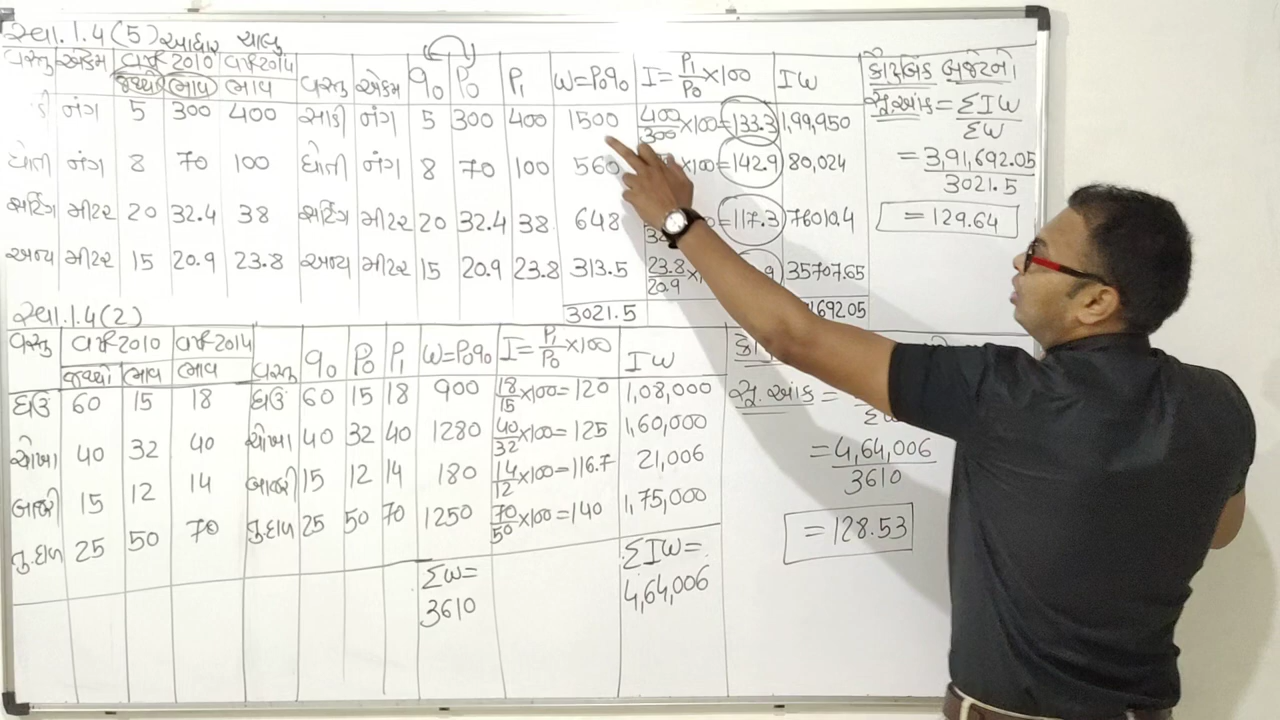 સ્વા.1.4(5) આધાર ચાલુ
વસ્તુ એકમ વર્ષ 2010 વર્ષ 2014 વસ્તુ એકમ q0 P0 P1 W=P0q0 I=P1/P0×100 IW
જથ્થો ભાવ ભાવ
ડી નંગ 5 300 400 સાડી નંગ 5 300 400 1500 400/300×100=133.3 1,99,950
ધોતી નંગ 8 70 100 ધોતી નંગ 8 70 100 560 ×100=142.9 80,024
સર્ટિંગ મીટર 20 32.4 38 સર્ટિંગ મીટર 20 32.4 38 648 =117.3 76010.4
અન્ય મીટર 15 20.9 23.8 અન્ય મીટર 15 20.9 23.8 313.5 23.8/20.9× 35707.65
3021.5 1692.05
કૌટુંબિક બજેટનો
સૂ.આંક = ΣIW/ΣW
= 3,91,692.05/3021.5
= 129.64
સ્વા.1.4(2)
વસ્તુ વર્ષ 2010 વર્ષ 2014 વસ્તુ q0 P0 P1 W=P0q0 I=P1/P0×100 IW
જથ્થો ભાવ ભાવ
ઘઉં 60 15 18 ઘઉં 60 15 18 900 18/15×100=120 1,08,000
ચોખા 40 32 40 ચોખા 40 32 40 1280 40/32×100=125 1,60,000
બાજરી 15 12 14 બાજરી 15 12 14 180 14/12×100=116.7 21,006
તુ.દાળ 25 50 70 તુ.દાળ 25 50 70 1250 70/50×100=140 1,75,000
ΣW= 3610 ΣIW= 4,64,006
સૂ.આંક = ΣW
= 4,64,006/3610
= 128.53